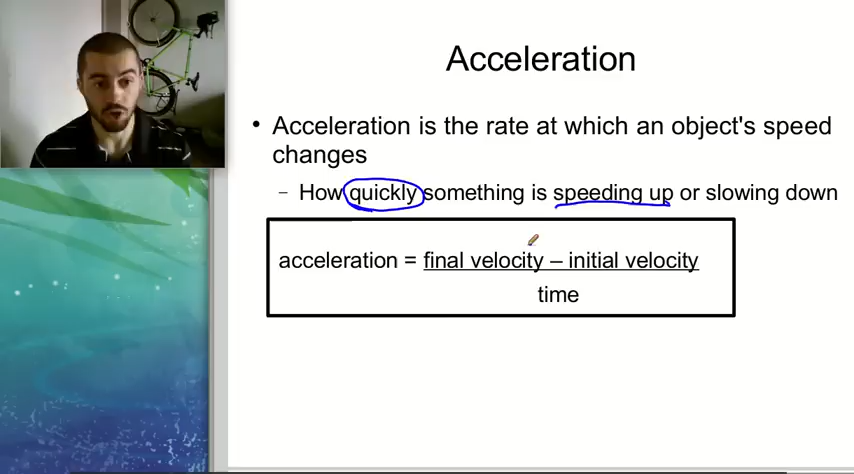 Acceleration
• Acceleration is the rate at which an object's speed
changes
– How quickly something is speeding up or slowing down
acceleration = final velocity – initial velocity
time